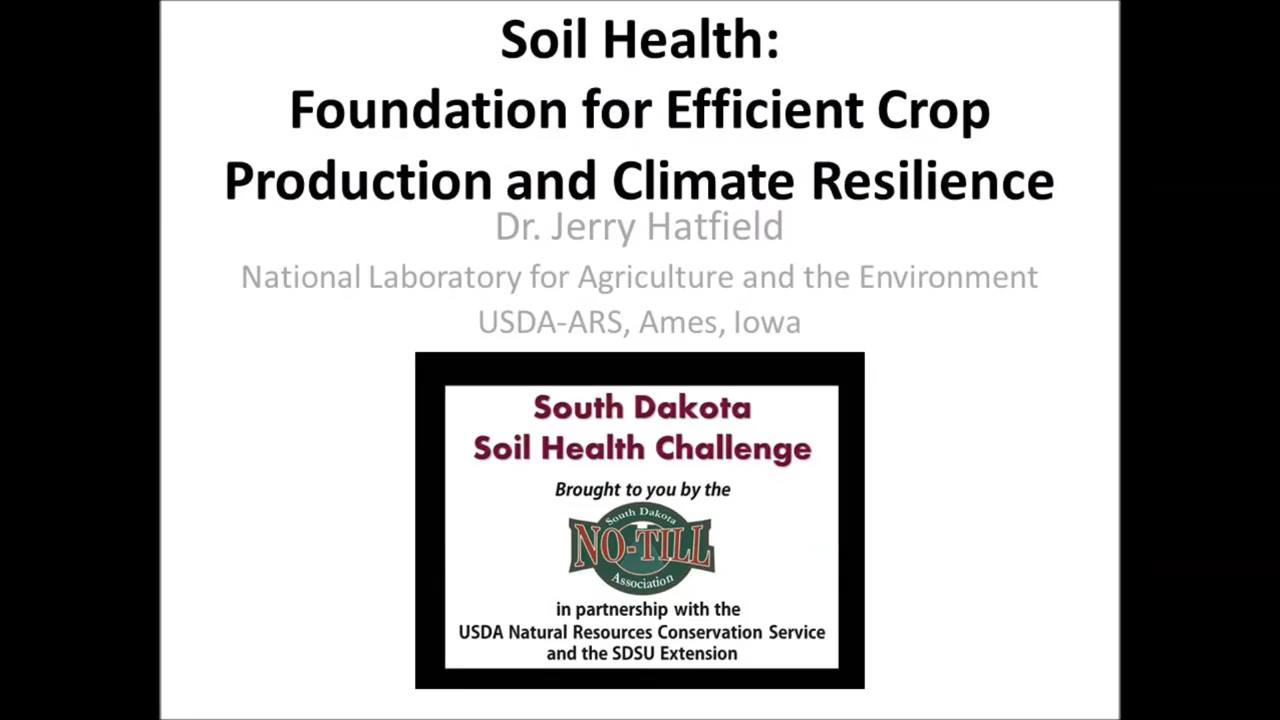 Soil Health:
Foundation for Efficient Crop
Production and Climate Resilience
Dr. Jerry Hatfield
National Laboratory for Agriculture and the Environment
USDA-ARS, Ames, Iowa
South Dakota
Soil Health Challenge
Brought to you by the
South Dakota
NO-TILL
Association
in partnership with the
USDA Natural Resources Conservation Service
and the SDSU Extension